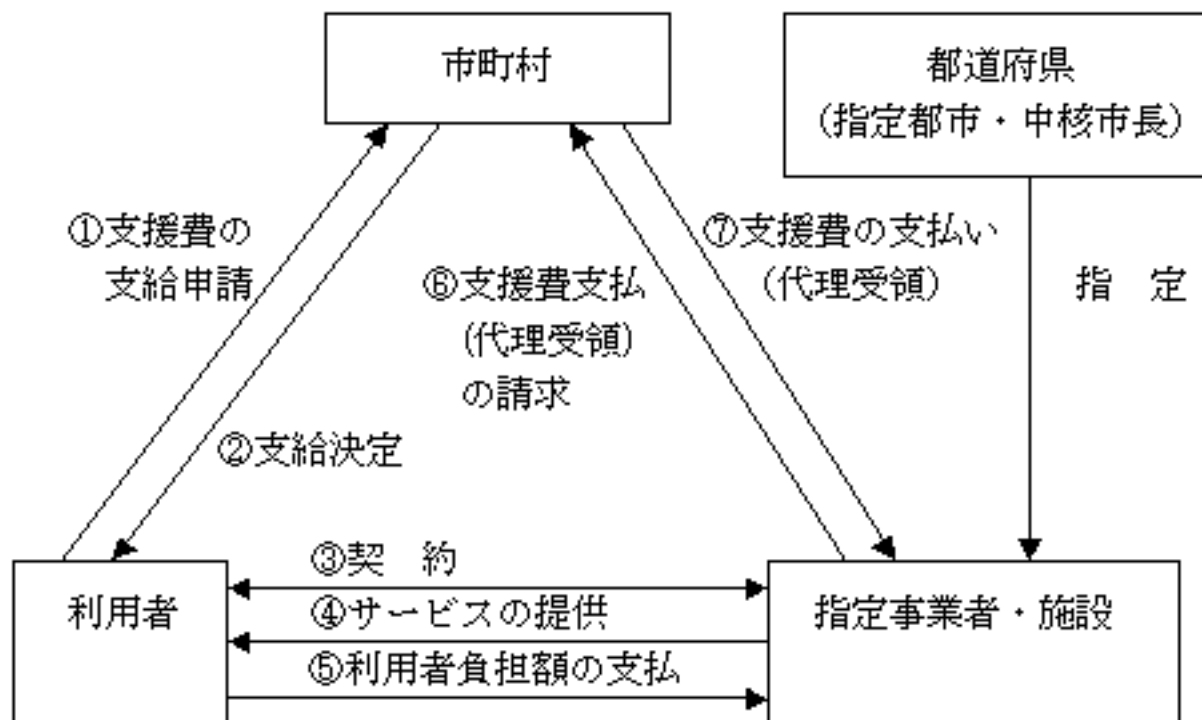 市町村
都道府県
（指定都市・中核市長）
①支援費の
支給申請
⑥支援費支払
(代理受領)
の請求
⑦支援費の支払い
（代理受領）
指　定
②支給決定
③契　約
④サービスの提供
⑤利用者負担額の支払
利用者
指定事業者・施設